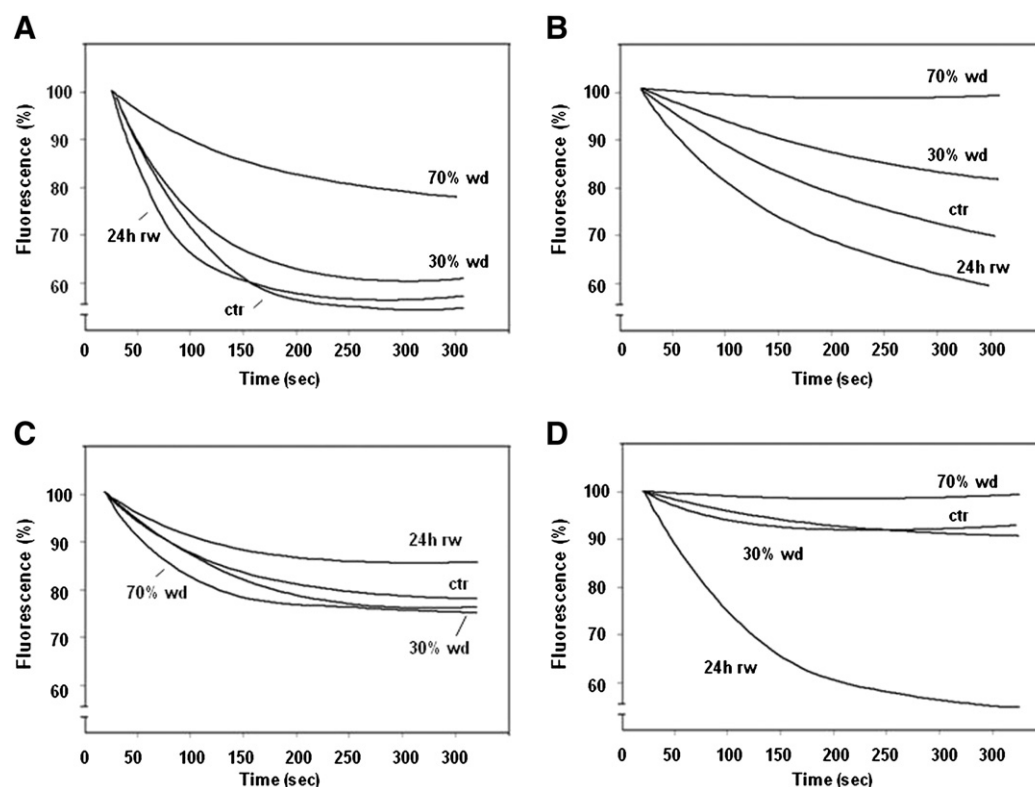 A
Fluorescence (%)
100
90
80
70
60
70% wd
24h rw
30% wd
ctr
0 50 100 150 200 250 300 300
Time (sec)
B
Fluorescence (%)
100
90
80
70
60
70% wd
30% wd
ctr
24h rw
0 50 100 150 200 250 300
Time (sec)
C
Fluorescence (%)
100
90
80
70
60
24h rw
ctr
70% wd
30% wd
0 50 100 150 200 250 300
Time (sec)
D
Fluorescence (%)
100
90
80
70
60
70% wd
ctr
30% wd
24h rw
0 50 100 150 200 250 300
Time (sec)